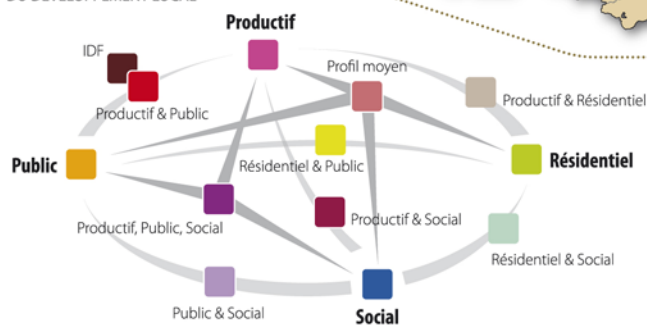 Productif
IDF
Profil moyen
Productif & Public
Productif & Résidentiel
Public
Résidentiel
Résidentiel & Public
Productif, Public, Social
Productif & Social
Résidentiel & Social
Public & Social
Social